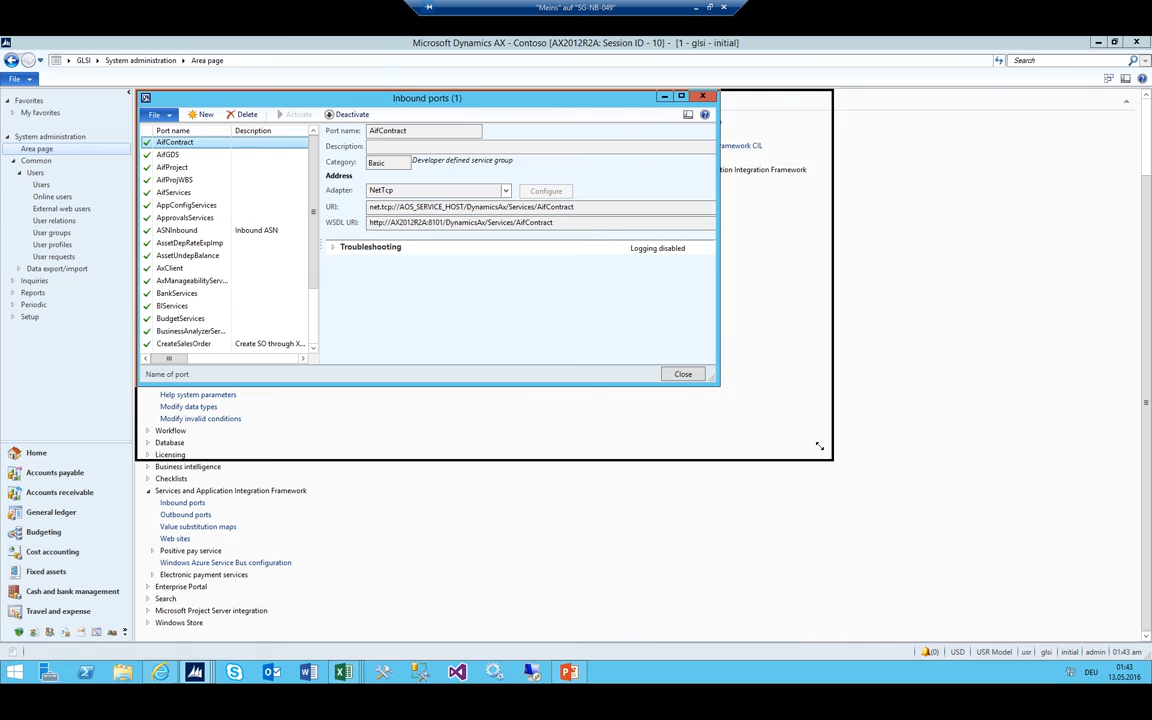 "Meins" auf "SG-NB-049"
Microsoft Dynamics AX - Contoso [AX2012R2A: Session ID - 10] - [1 - glsi - initial]
GLSI
System administration
Area page
Search
File
Favorites
My favorites
System administration
Area page
Common
Users
Users
Online users
External web users
User relations
User groups
User profiles
User requests
Data export/import
Inquiries
Reports
Periodic
Setup
Home
Accounts payable
Accounts receivable
General ledger
Budgeting
Cost accounting
Fixed assets
Cash and bank management
Travel and expense
Inbound ports (1)
File
New
Delete
Activate
Deactivate
Port name
Description
AifContract
AifGDS
AifProject
AifProjWBS
AifServices
AppConfigServices
ApprovalsServices
ASNInbound
Inbound ASN
AssetDepRateExpImp
AssetUndepBalance
AxClient
AxManageabilityServ...
BankServices
BIServices
BudgetServices
BusinessAnalyzerSer...
CreateSalesOrder
Create SO through X...
Port name:
AifContract
Description:
Category:
Basic
Developer defined service group
Address
Adapter:
NetTcp
Configure
URI:
net.tcp://AOS_SERVICE_HOST/DynamicsAx/Services/AifContract
WSDL URI:
http://AX2012R2A:8101/DynamicsAx/Services/AifContract
Troubleshooting
Logging disabled
Name of port
Close
amework CIL
tion Integration Framework
Help system parameters
Modify data types
Modify invalid conditions
Workflow
Database
Licensing
Business intelligence
Checklists
Services and Application Integration Framework
Inbound ports
Outbound ports
Value substitution maps
Web sites
Positive pay service
Windows Azure Service Bus configuration
Electronic payment services
Enterprise Portal
Search
Microsoft Project Server integration
Windows Store
(0)
USD
USR Model
usr
glsi
initial
admin
01:43 am
DEU
01:43
13.05.2016